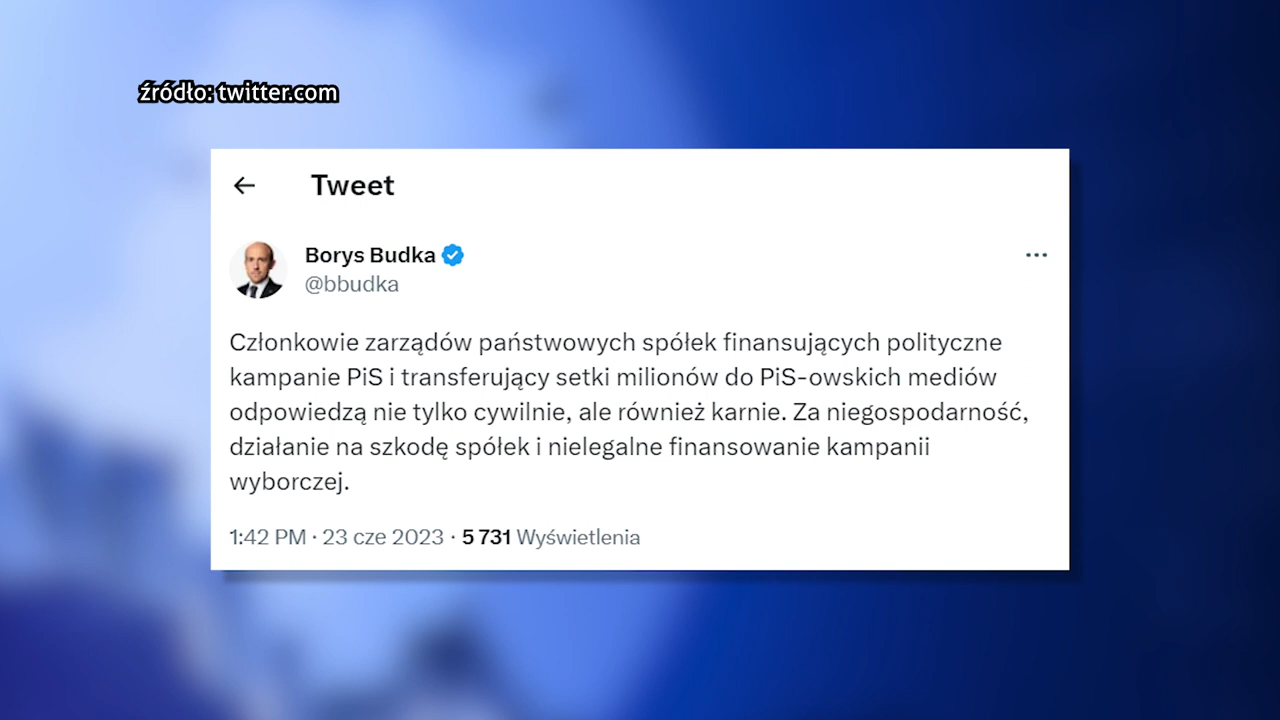 źródło: twitter.com
← Tweet
Borys Budka
@bbudka
...
Członkowie zarządów państwowych spółek finansujących polityczne
kampanie PiS i transferujący setki milionów do PiS-owskich mediów
odpowiedzą nie tylko cywilnie, ale również karnie. Za niegospodarność,
działanie na szkodę spółek i nielegalne finansowanie kampanii
wyborczej.
1:42 PM · 23 cze 2023 · 5 731 Wyświetlenia